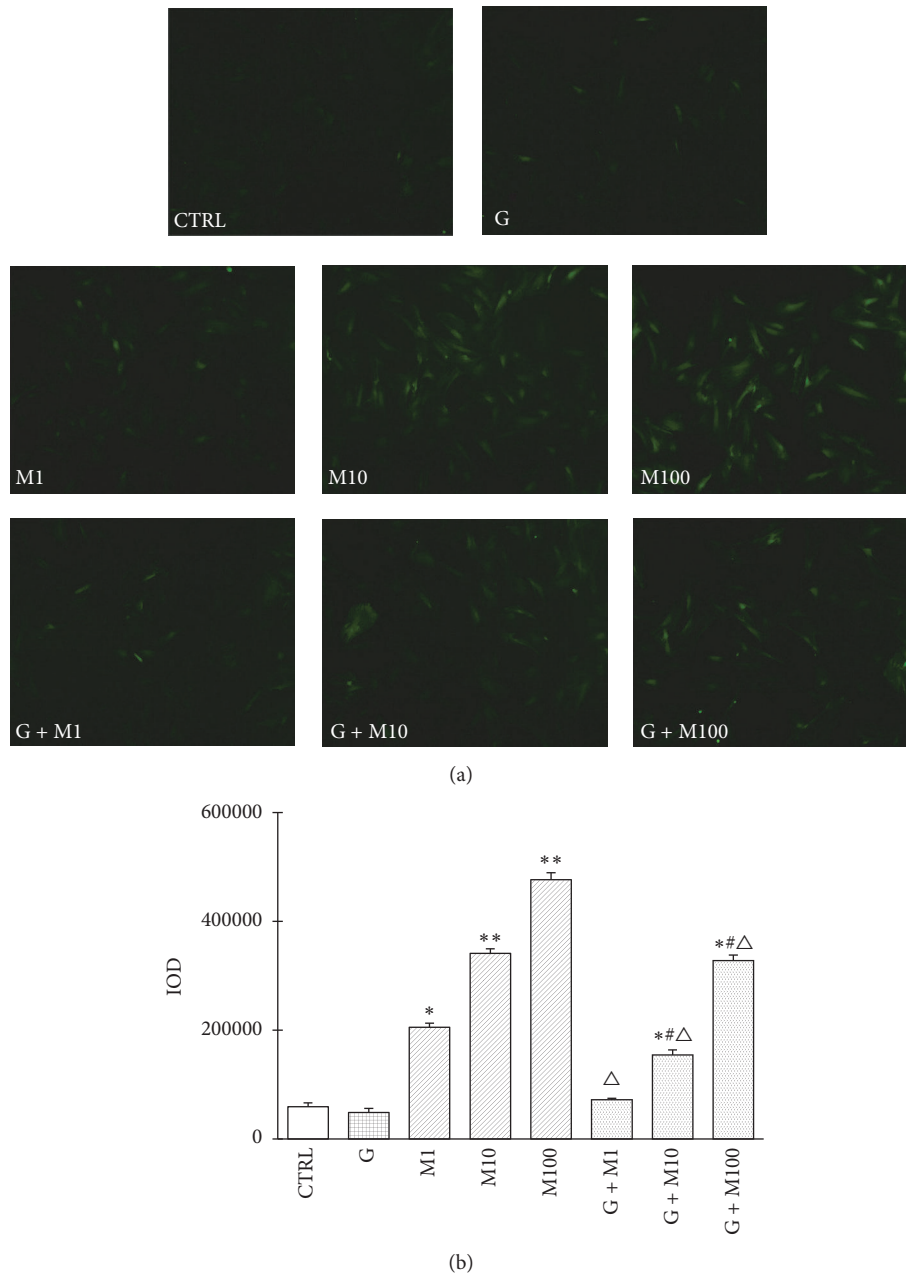 CTRL
G
M1
M10
M100
G + M1
G + M10
G + M100
(a)
600000
400000
200000
0
IOD
**
**
*
*#△
*#△
△
CTRL
G
M1
M10
M100
G + M1
G + M10
G + M100
(b)